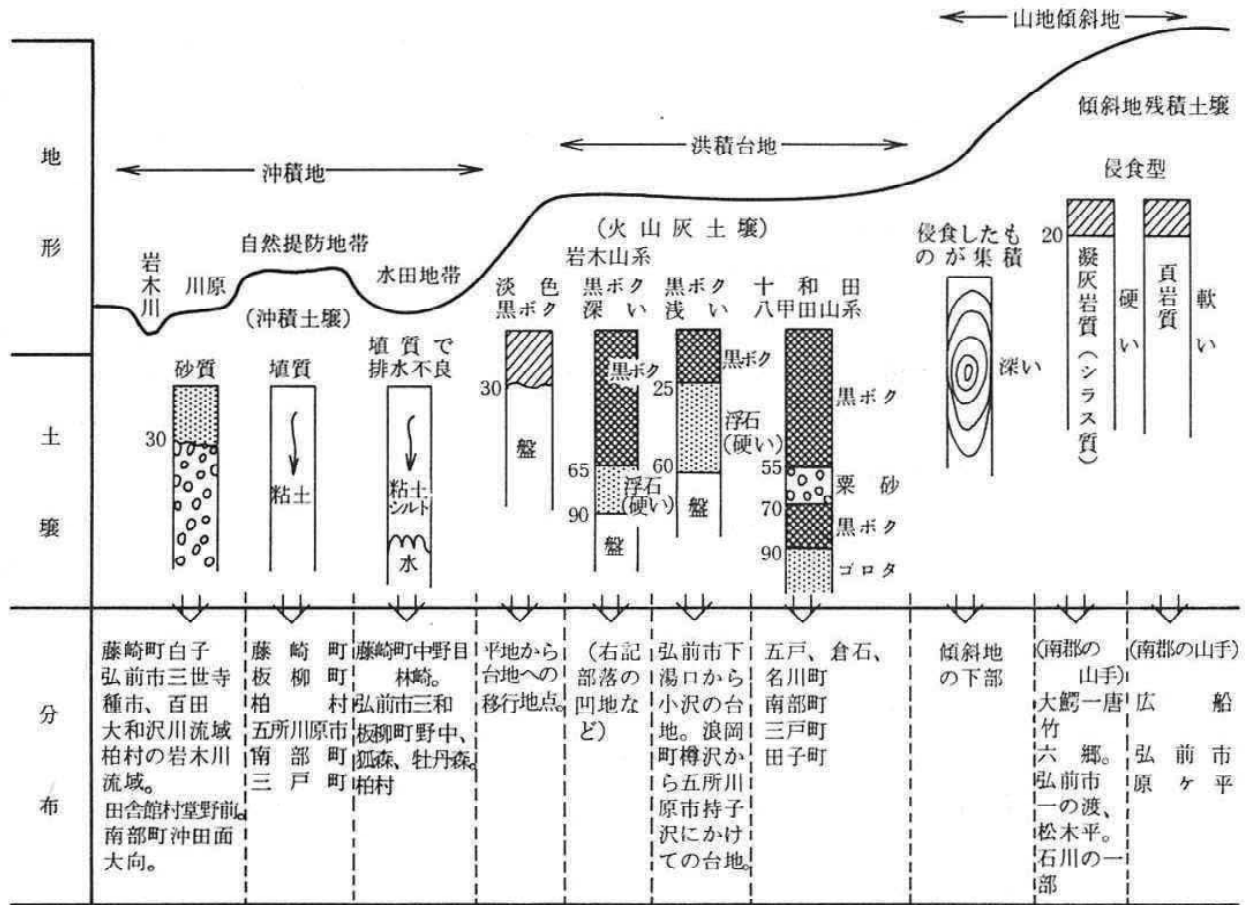 地形
山地傾斜地
傾斜地残積土壌
洪積台地
沖積地
侵食型
(火山灰土壌)
岩木川
川原
自然提防地帯
水田地帯
(沖積土壌)
砂質
30
埴質
粘土
埴質で
排水不良
粘土
シルト
水
淡色
黒ボク
30
盤
岩木山系
黒ボク
深い
黒ボク
65
浮石
(硬い)
90
盤
黒ボク
浅い
黒ボク
25
浮石
(硬い)
60
盤
十和田
八甲田山系
黒ボク
55
粟砂
70
黒ボク
90
ゴロタ
侵食したも
のが集積
深い
20
凝灰岩質(シラス質)
硬い
頁岩質
軟い
土壌
分布
藤崎町白子
弘前市三世寺
種市、百田
大和沢川流域
柏村の岩木川
流域。
田舎館村堂野前。
南部町沖田面
大向。
藤崎町
板柳町
柏村
五所川原市
南部町
三戸町
藤崎町中野目
林崎。
弘前市三和
板柳町野中、
狐森、牡丹森。
柏村
平地から
台地への
移行地点。
(右記
部落の
凹地な
ど)
弘前市下
湯口から
小沢の台
地。浪岡
町樽沢か
ら五所川
原市持子
沢にかけ
ての台地。
五戸、倉石、
名川町
南部町
三戸町
田子町
傾斜地
の下部
(南郡の
山手)
大鰐一唐
竹
六郷。
弘前市
一の渡、
松木平。
石川の一
部
(南郡の山手)
広船
弘前市
原ケ平